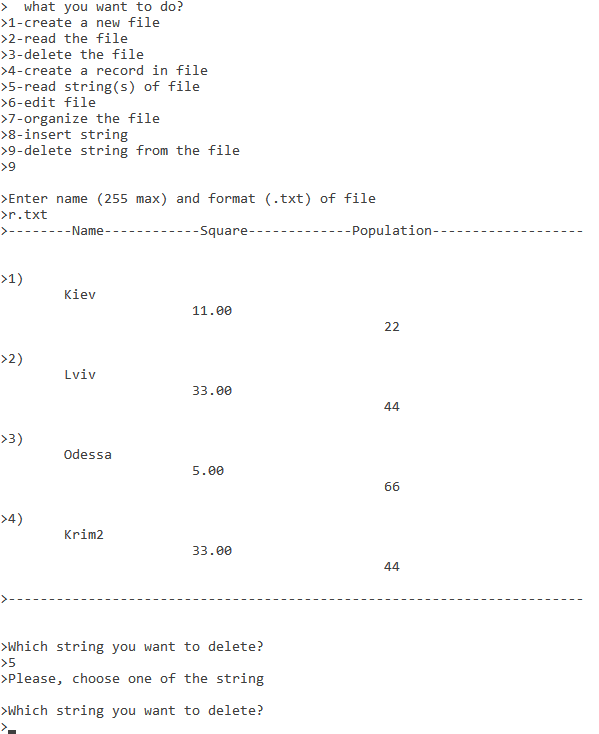 >  what you want to do?
>1-create a new file
>2-read the file
>3-delete the file
>4-create a record in file
>5-read string(s) of file
>6-edit file
>7-organize the file
>8-insert string
>9-delete string from the file
>9
>Enter name (255 max) and format (.txt) of file
>r.txt
>--------Name------------Square-------------Population-------------------
>1)
Kiev
11.00
22
>2)
Lviv
33.00
44
>3)
Odessa
5.00
66
>4)
Krim2
33.00
44
>------------------------------------------------------------------------
>Which string you want to delete?
>5
>Please, choose one of the string
>Which string you want to delete?
>_